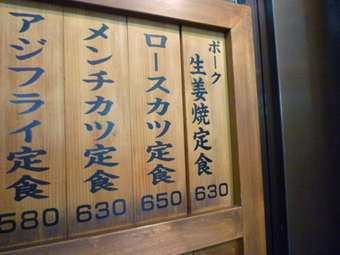 ポーク
生姜焼定食
630
ロースカツ定食
650
メンチカツ定食
630
アジフライ定食
580